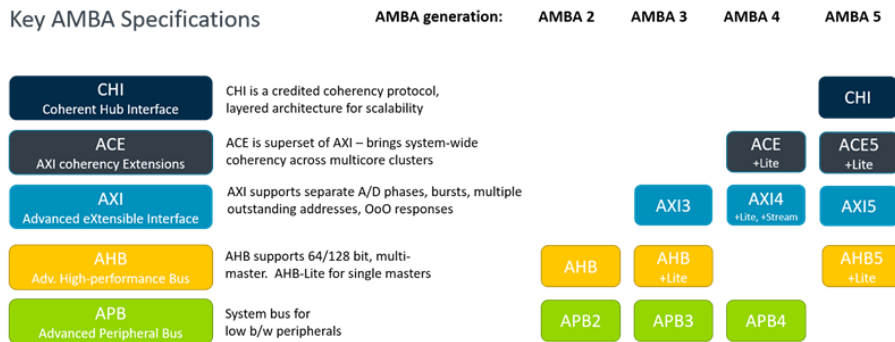 Key AMBA Specifications
AMBA generation: AMBA 2 AMBA 3 AMBA 4 AMBA 5
CHI
Coherent Hub Interface
CHI is a credited coherency protocol,
layered architecture for scalability
CHI
ACE
AXI coherency Extensions
ACE is superset of AXI – brings system-wide
coherency across multicore clusters
ACE
+Lite
ACE5
+Lite
AXI
Advanced eXtensible Interface
AXI supports separate A/D phases, bursts, multiple
outstanding addresses, OoO responses
AXI3
AXI4
+Lite, +Stream
AXI5
AHB
Adv. High-performance Bus
AHB supports 64/128 bit, multi-
master. AHB-Lite for single masters
AHB
AHB
+Lite
AHB5
+Lite
APB
Advanced Peripheral Bus
System bus for
low b/w peripherals
APB2
APB3
APB4